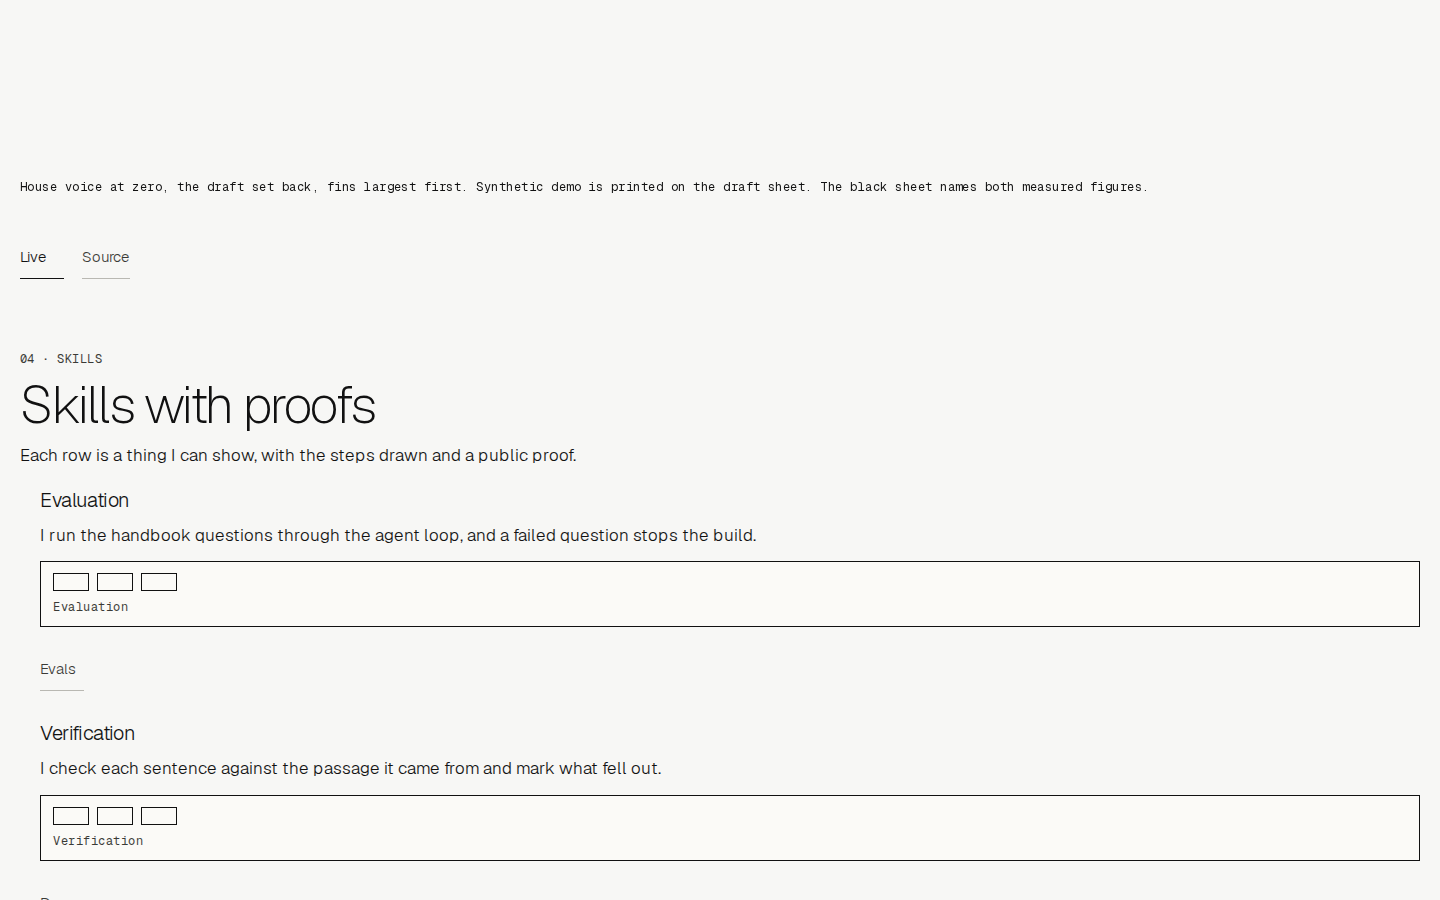 House voice at zero, the draft set back, fins largest first. Synthetic demo is printed on the draft sheet. The black sheet names both measured figures.
Live Source
04 · SKILLS
Skills with proofs
Each row is a thing I can show, with the steps drawn and a public proof.
Evaluation
I run the handbook questions through the agent loop, and a failed question stops the build.
Evaluation
Evals
Verification
I check each sentence against the passage it came from and mark what fell out.
Verification